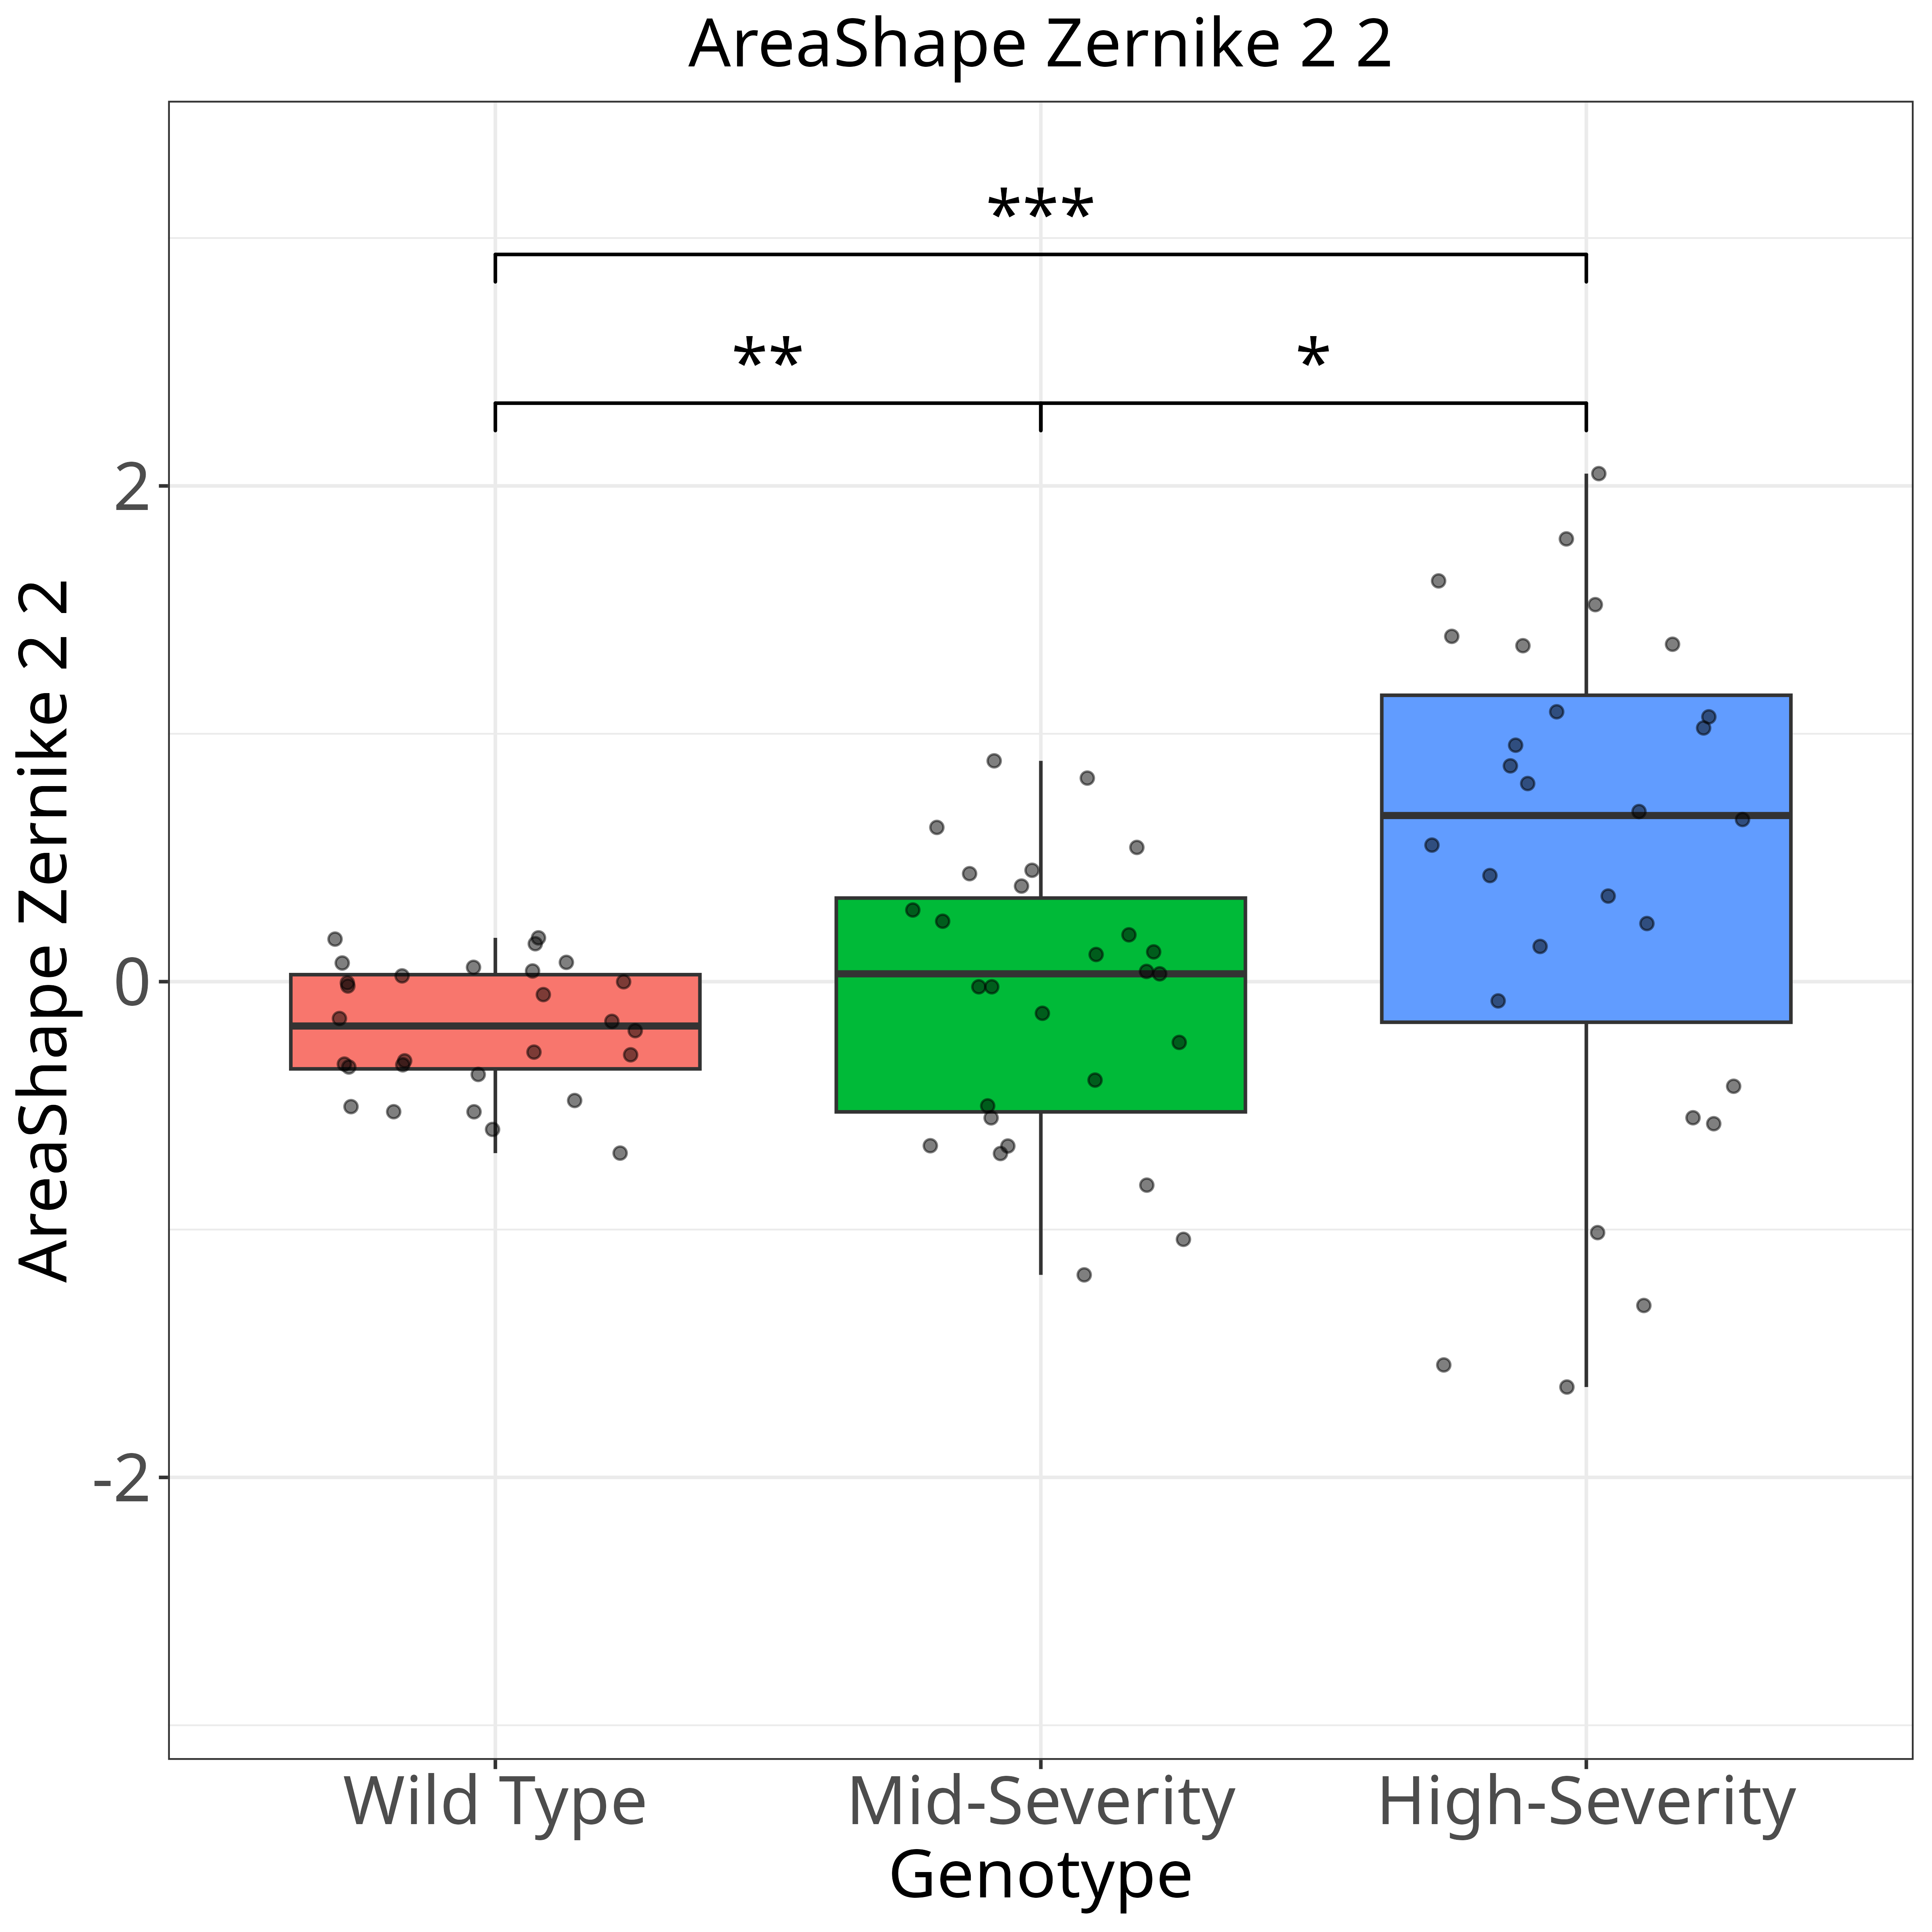 AreaShape Zernike 2 2
***
** *
AreaShape Zernike 2 2
2
0
-2
Wild Type Mid-Severity High-Severity
Genotype